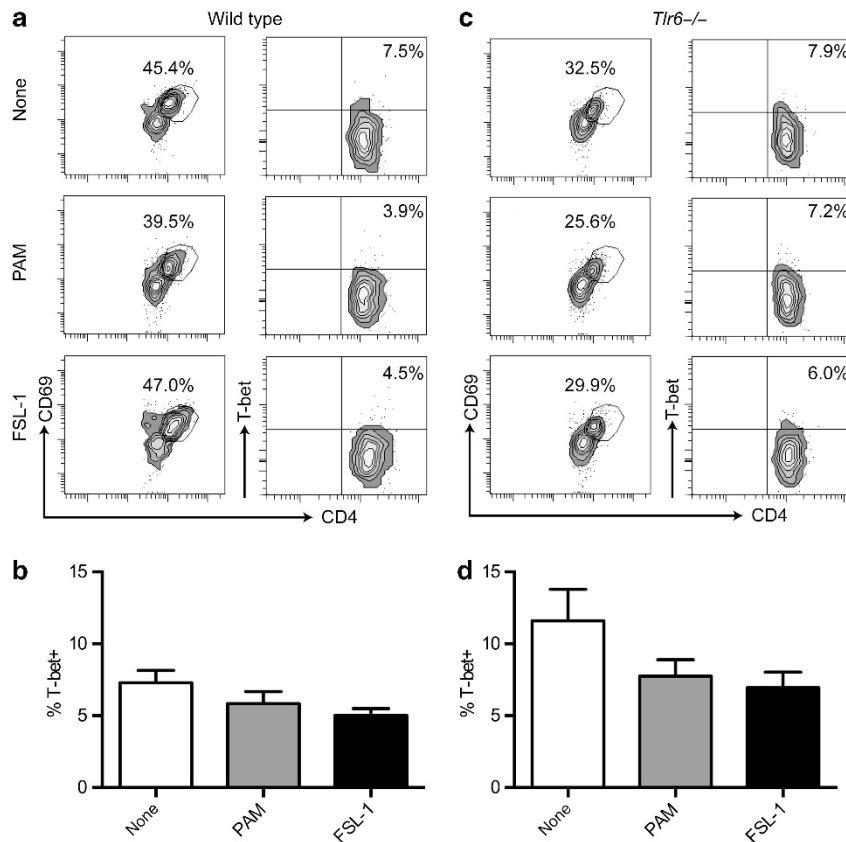 a
Wild type
None
45.4%
7.5%
PAM
39.5%
3.9%
FSL-1
47.0%
4.5%
CD69
T-bet
CD4
c
Tlr6–/–
32.5%
7.9%
25.6%
7.2%
29.9%
6.0%
CD69
T-bet
CD4
b
% T-bet+
15
10
5
0
None
PAM
FSL-1
d
% T-bet+
15
10
5
0
None
PAM
FSL-1